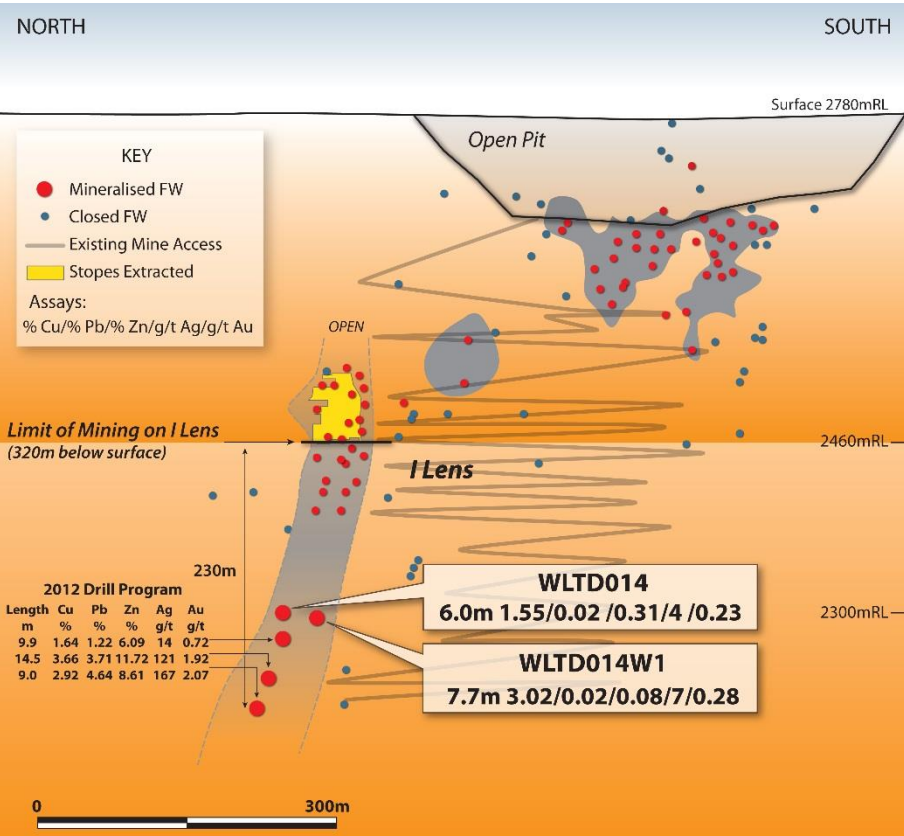 NORTH
SOUTH
Surface 2780mRL
Open Pit
KEY
Mineralised FW
Closed FW
Existing Mine Access
Stopes Extracted
Assays:
% Cu/% Pb/% Zn/g/t Ag/g/t Au
OPEN
Limit of Mining on I Lens
(320m below surface)
2460mRL
I Lens
230m
2012 Drill Program
Length Cu Pb Zn Ag Au
m % % % g/t g/t
9.9 1.64 1.22 6.09 14 0.72
14.5 3.66 3.71 11.72 121 1.92
9.0 2.92 4.64 8.61 167 2.07
WLTD014
6.0m 1.55/0.02 /0.31/4 /0.23
2300mRL
WLTD014W1
7.7m 3.02/0.02/0.08/7/0.28
0 300m